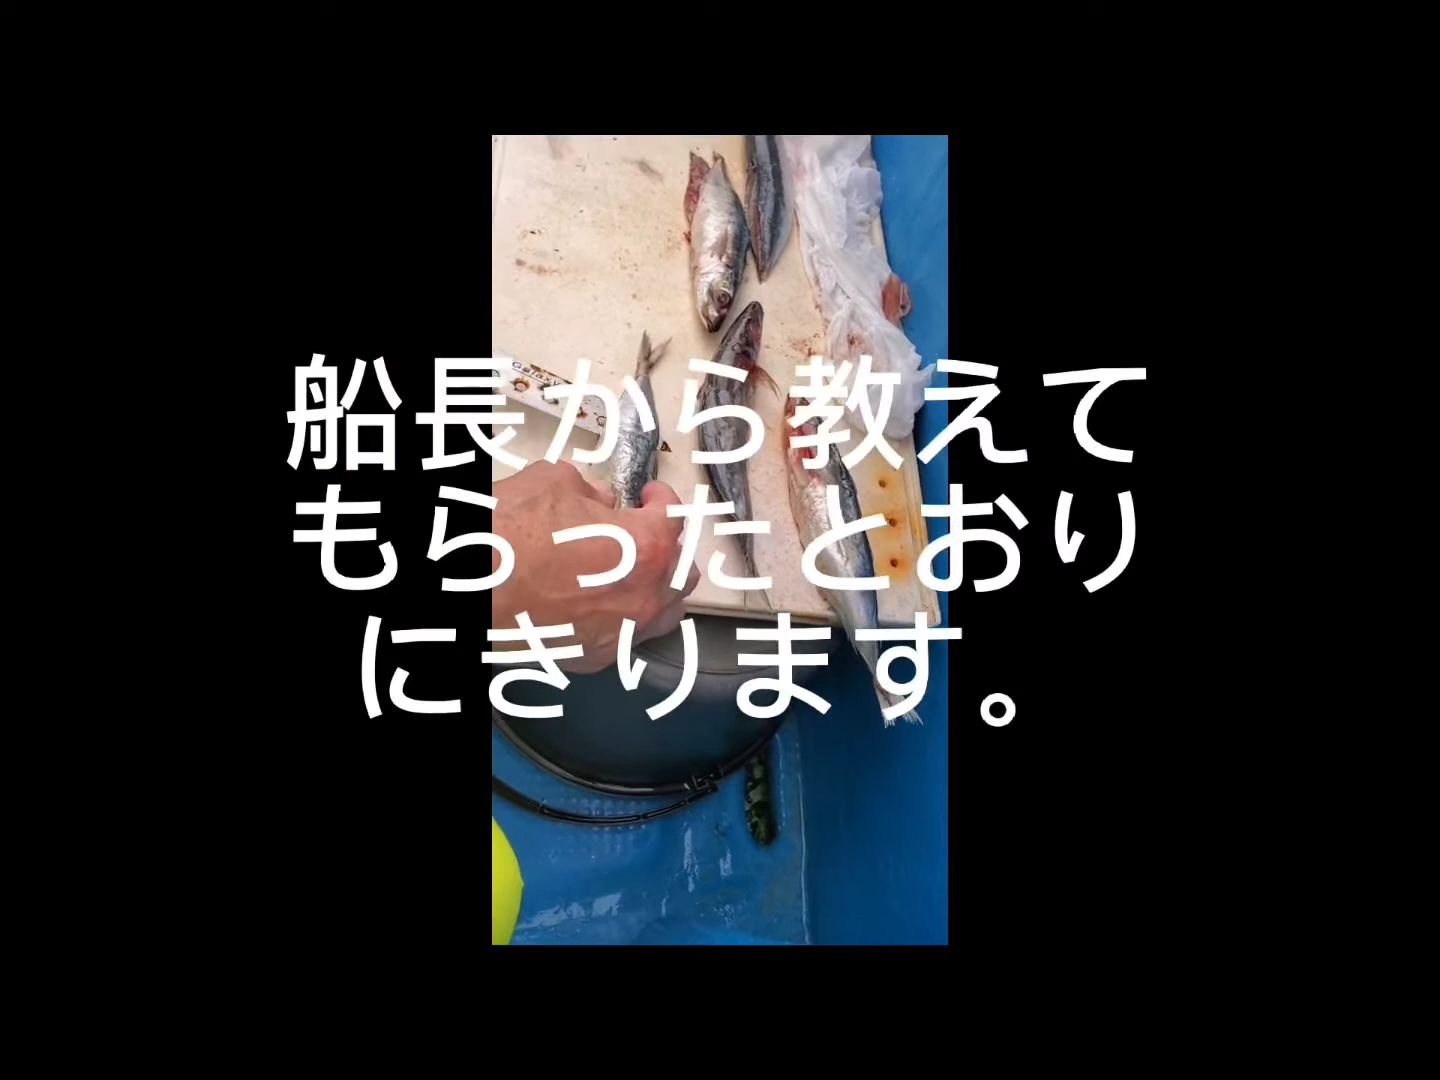 船長から教えて
もらったとおり
にきります。